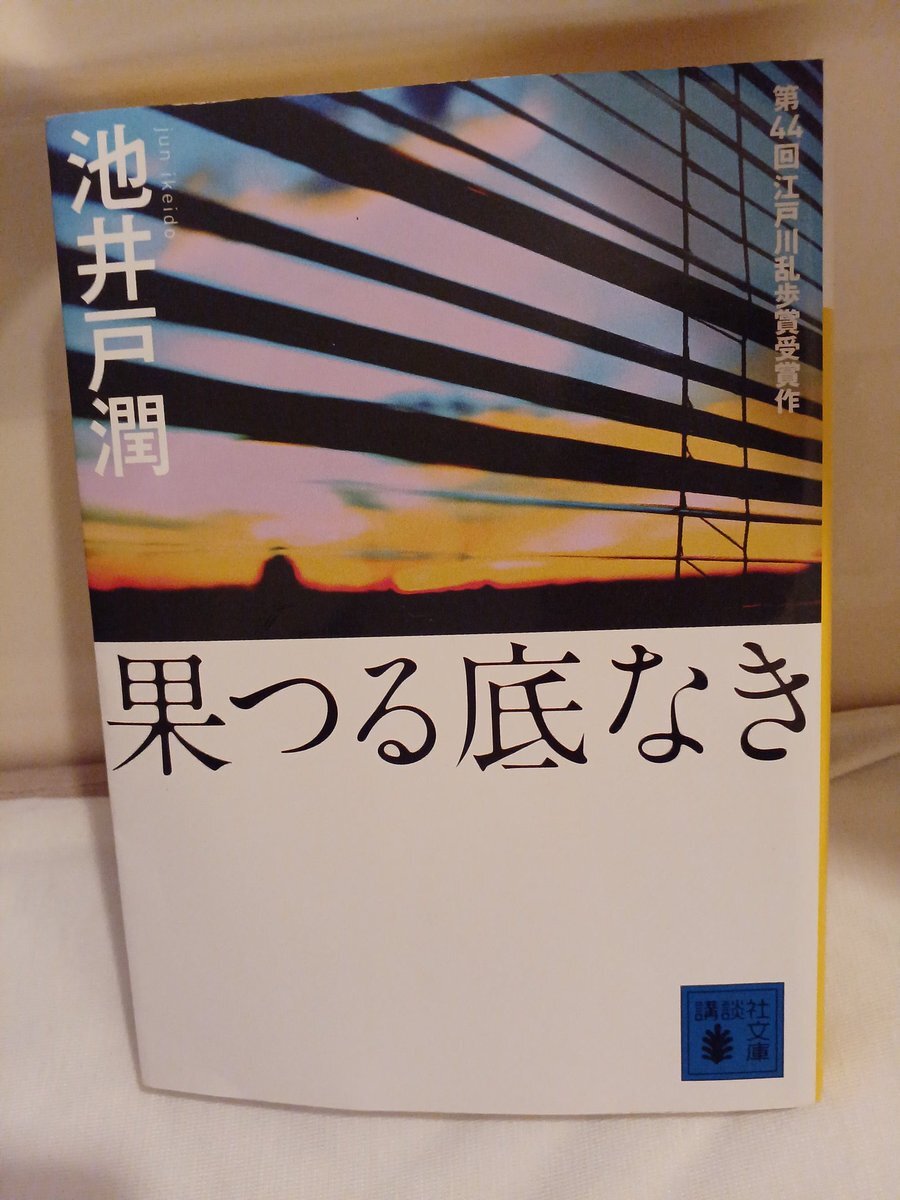 第44回江戸川乱歩賞受賞作
池井戸潤
jun ikeido
果つる底なき
講談社
文庫